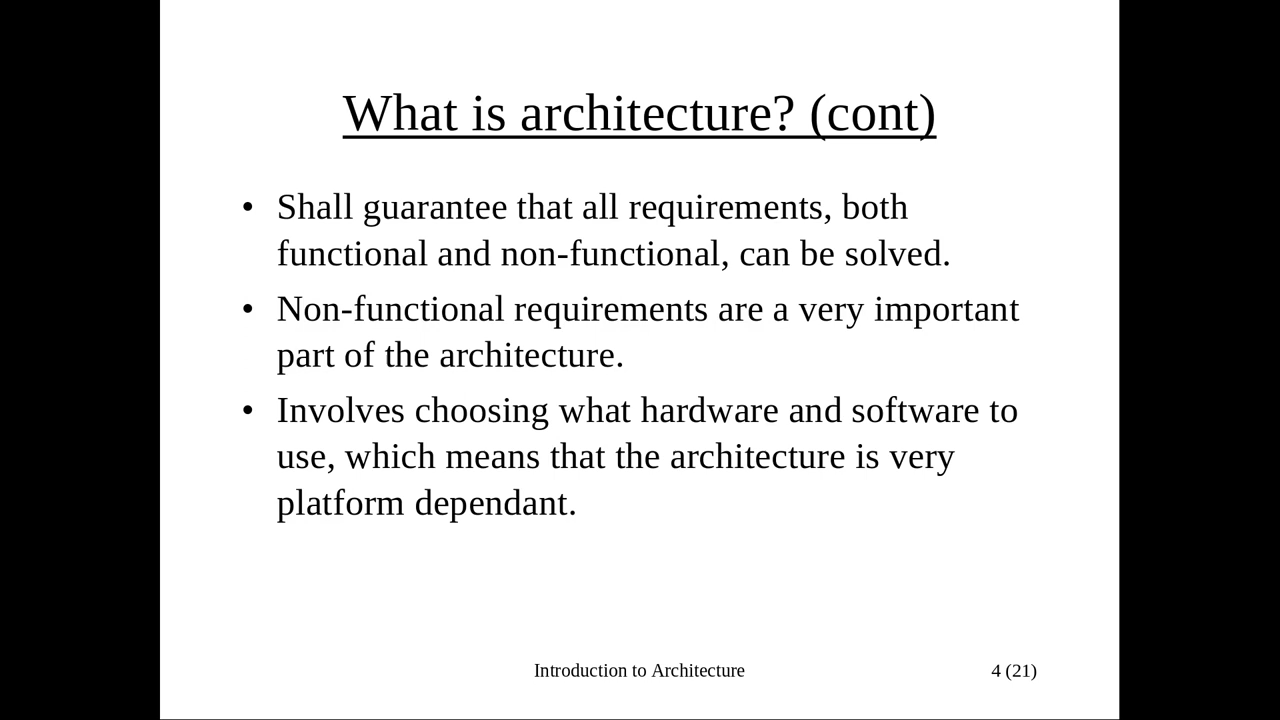 What is architecture? (cont)
• Shall guarantee that all requirements, both
functional and non-functional, can be solved.
• Non-functional requirements are a very important
part of the architecture.
• Involves choosing what hardware and software to
use, which means that the architecture is very
platform dependant.
Introduction to Architecture
4 (21)